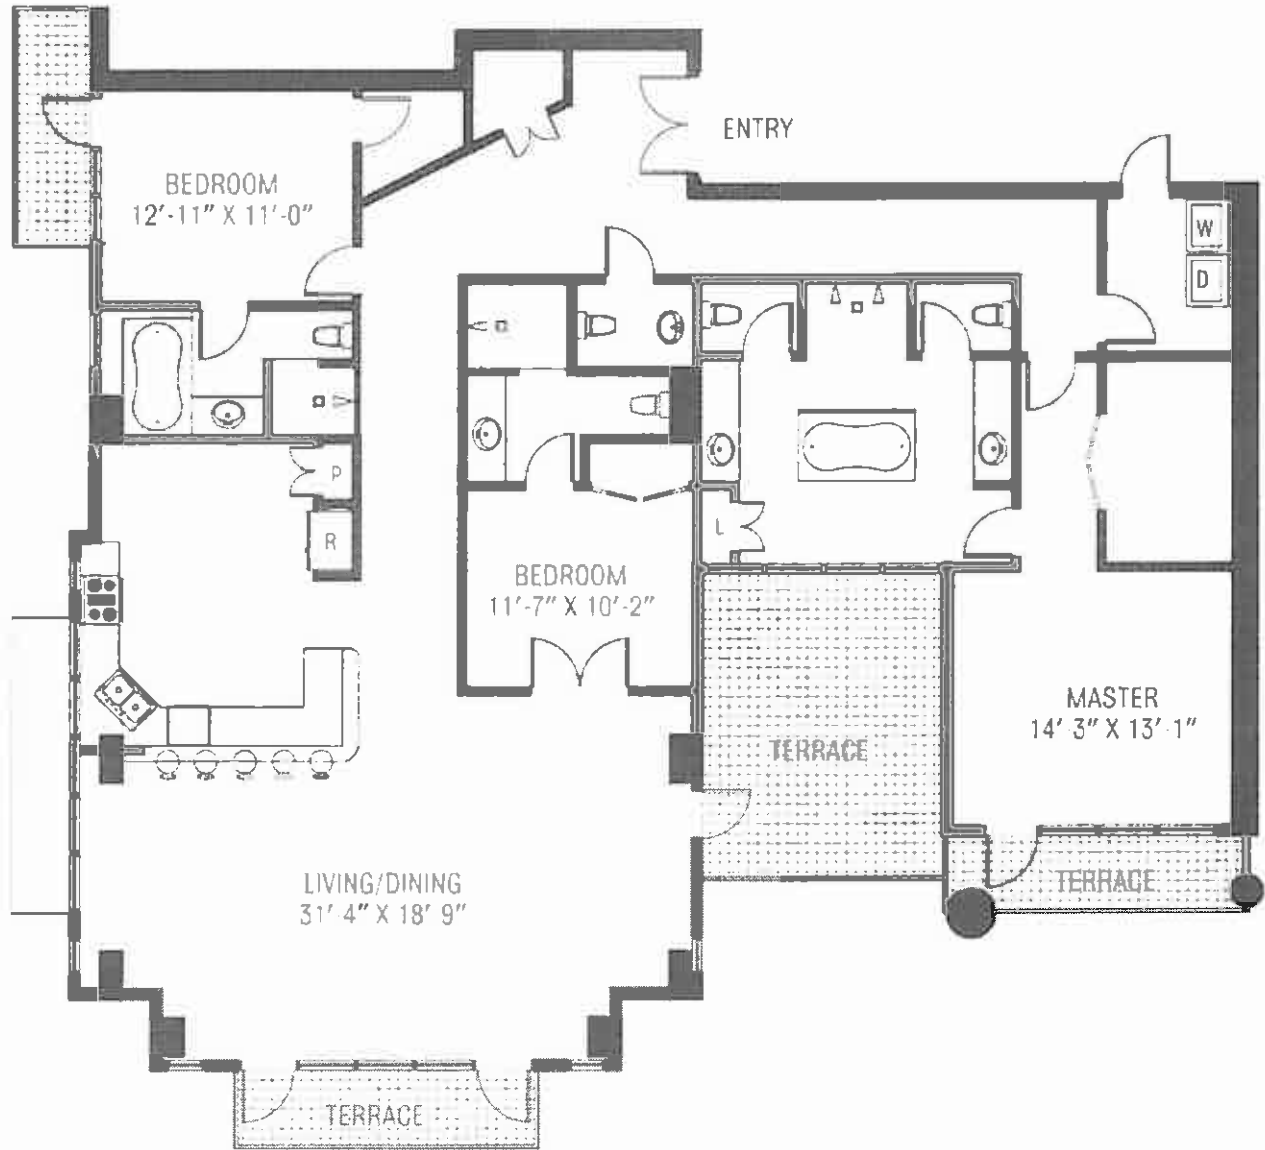 ENTRY
BEDROOM
12'-11" X 11'-0"
W
D
P
R
L
BEDROOM
11'-7" X 10'-2"
MASTER
14'-3" X 13'-1"
TERRACE
LIVING/DINING
31'-4" X 18'-9"
TERRACE
TERRACE